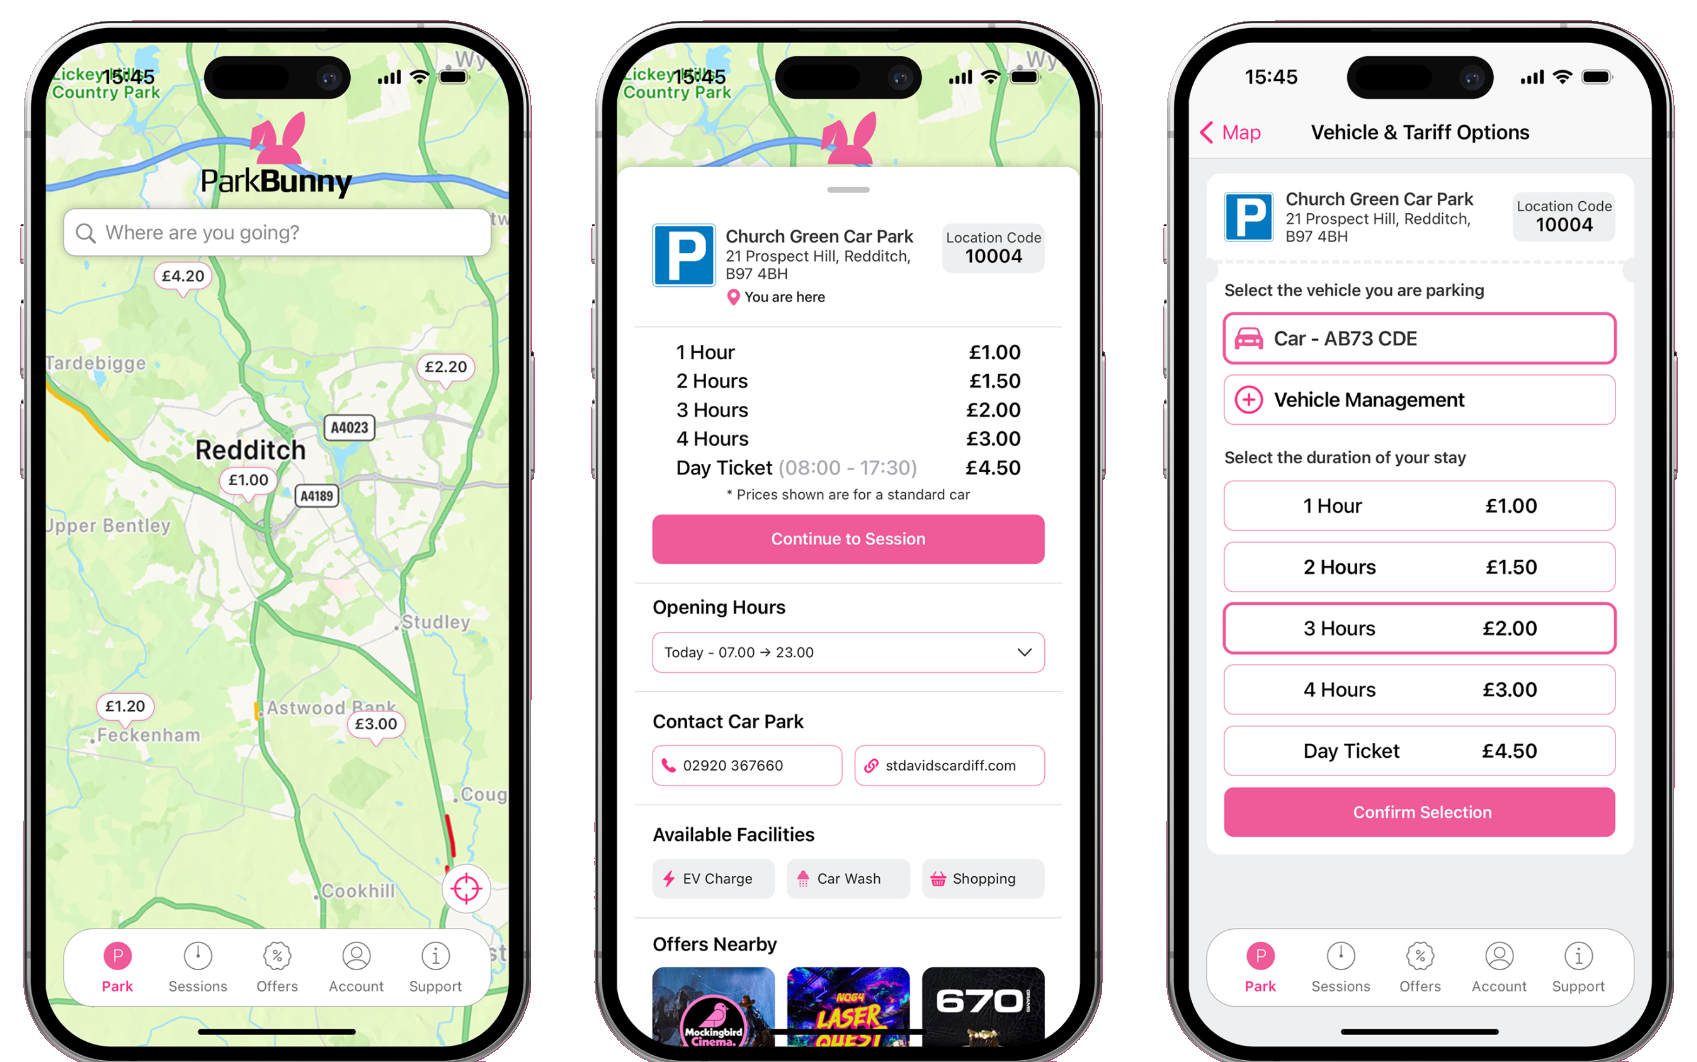 Lickey Hills
Country Park
15:45
Wy
ParkBunny
Where are you going?
£4.20
Tardebigge
£2.20
A4023
Redditch
£1.00
A4189
Upper Bentley
Studley
£1.20
Astwood Bank
£3.00
Feckenham
Coug
Cookhill
Park
Sessions
Offers
Account
Support
Lickey Hills
Country Park
15:45
Wy
P
Church Green Car Park
21 Prospect Hill, Redditch,
B97 4BH
You are here
Location Code
10004
1 Hour £1.00
2 Hours £1.50
3 Hours £2.00
4 Hours £3.00
Day Ticket (08:00 - 17:30) £4.50
* Prices shown are for a standard car
Continue to Session
Opening Hours
Today - 07.00 → 23.00
Contact Car Park
02920 367660
stdavidscardiff.com
Available Facilities
EV Charge
Car Wash
Shopping
Offers Nearby
Mockingbird
Cinema.
NQ64
LASER
QUEST
670
GRAMS
15:45
Map
Vehicle & Tariff Options
P
Church Green Car Park
21 Prospect Hill, Redditch,
B97 4BH
Location Code
10004
Select the vehicle you are parking
Car - AB73 CDE
Vehicle Management
Select the duration of your stay
1 Hour £1.00
2 Hours £1.50
3 Hours £2.00
4 Hours £3.00
Day Ticket £4.50
Confirm Selection
P
Park
Sessions
Offers
Account
Support